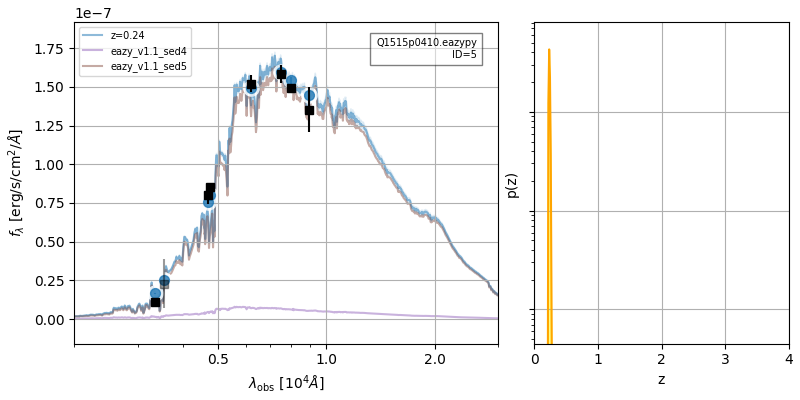 1e−7
z=0.24
eazy_v1.1_sed4
eazy_v1.1_sed5
Q1515p0410.eazypy
ID=5
1.75
1.50
1.25
1.00
0.75
0.50
0.25
0.00
fλ [erg/s/cm²/Å]
0.5
1.0
2.0
λobs [10⁴Å]
p(z)
0
1
2
3
4
z